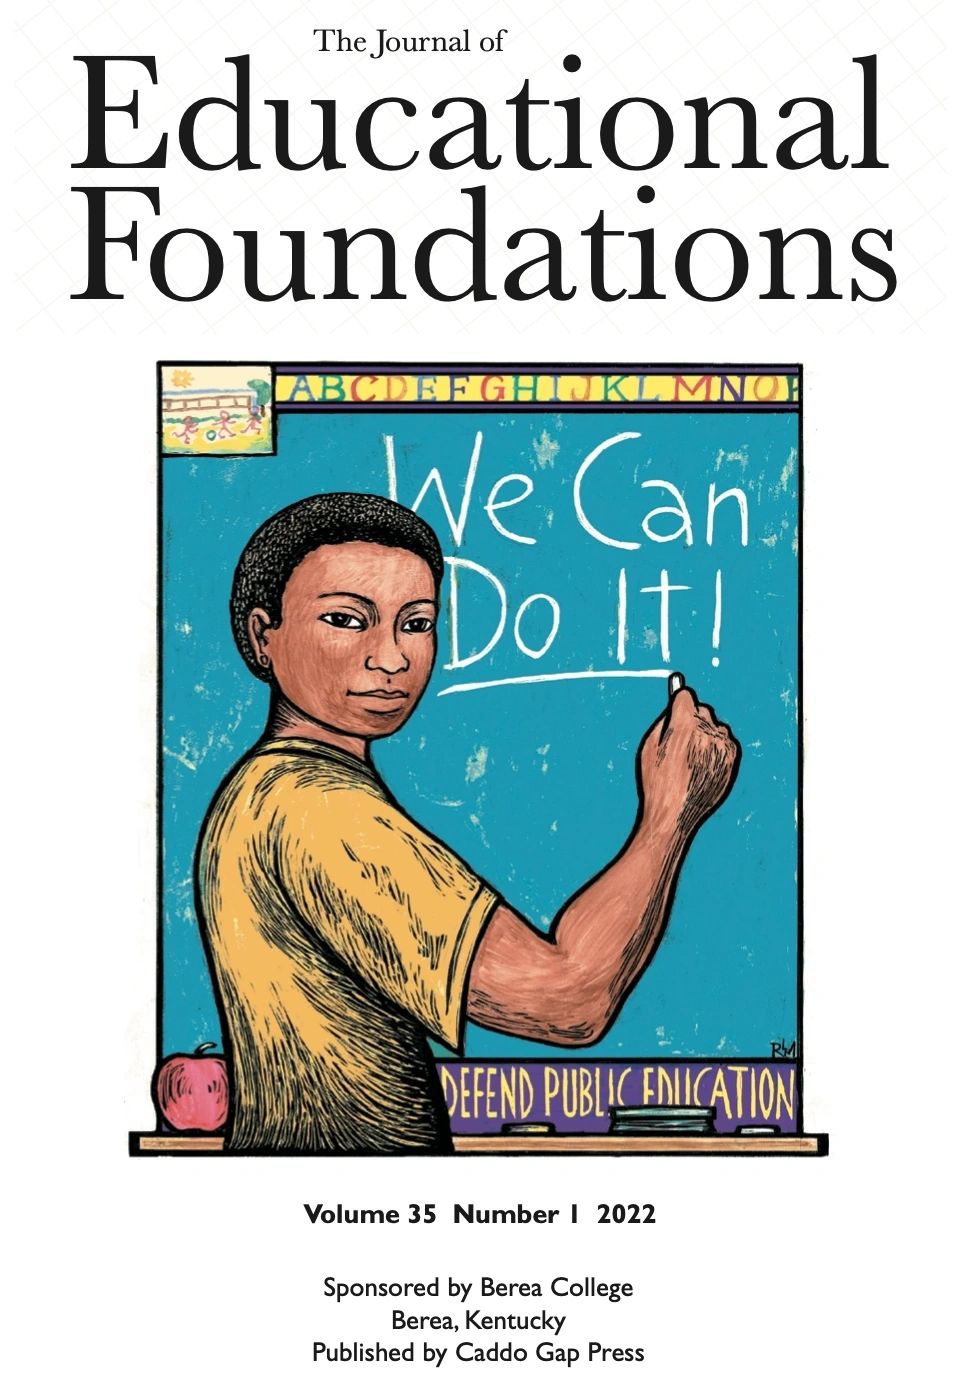 The Journal of
Educational
Foundations
ABCDEFGHIJKLMNOP
We Can
Do It!
RLM
DEFEND PUBLIC EDUCATION
Volume 35 Number 1 2022
Sponsored by Berea College
Berea, Kentucky
Published by Caddo Gap Press